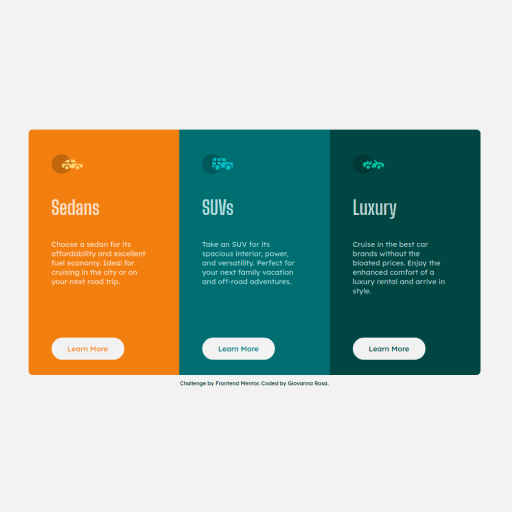 Sedans
Choose a sedan for its
affordability and excellent
fuel economy. Ideal for
cruising in the city or on
your next road trip.
Learn More
SUVs
Take an SUV for its
spacious interior, power,
and versatility. Perfect for
your next family vacation
and off-road adventures.
Learn More
Luxury
Cruise in the best car
brands without the
bloated prices. Enjoy the
enhanced comfort of a
luxury rental and arrive in
style.
Learn More
Challenge by Frontend Mentor. Coded by Giovanna Rosa.